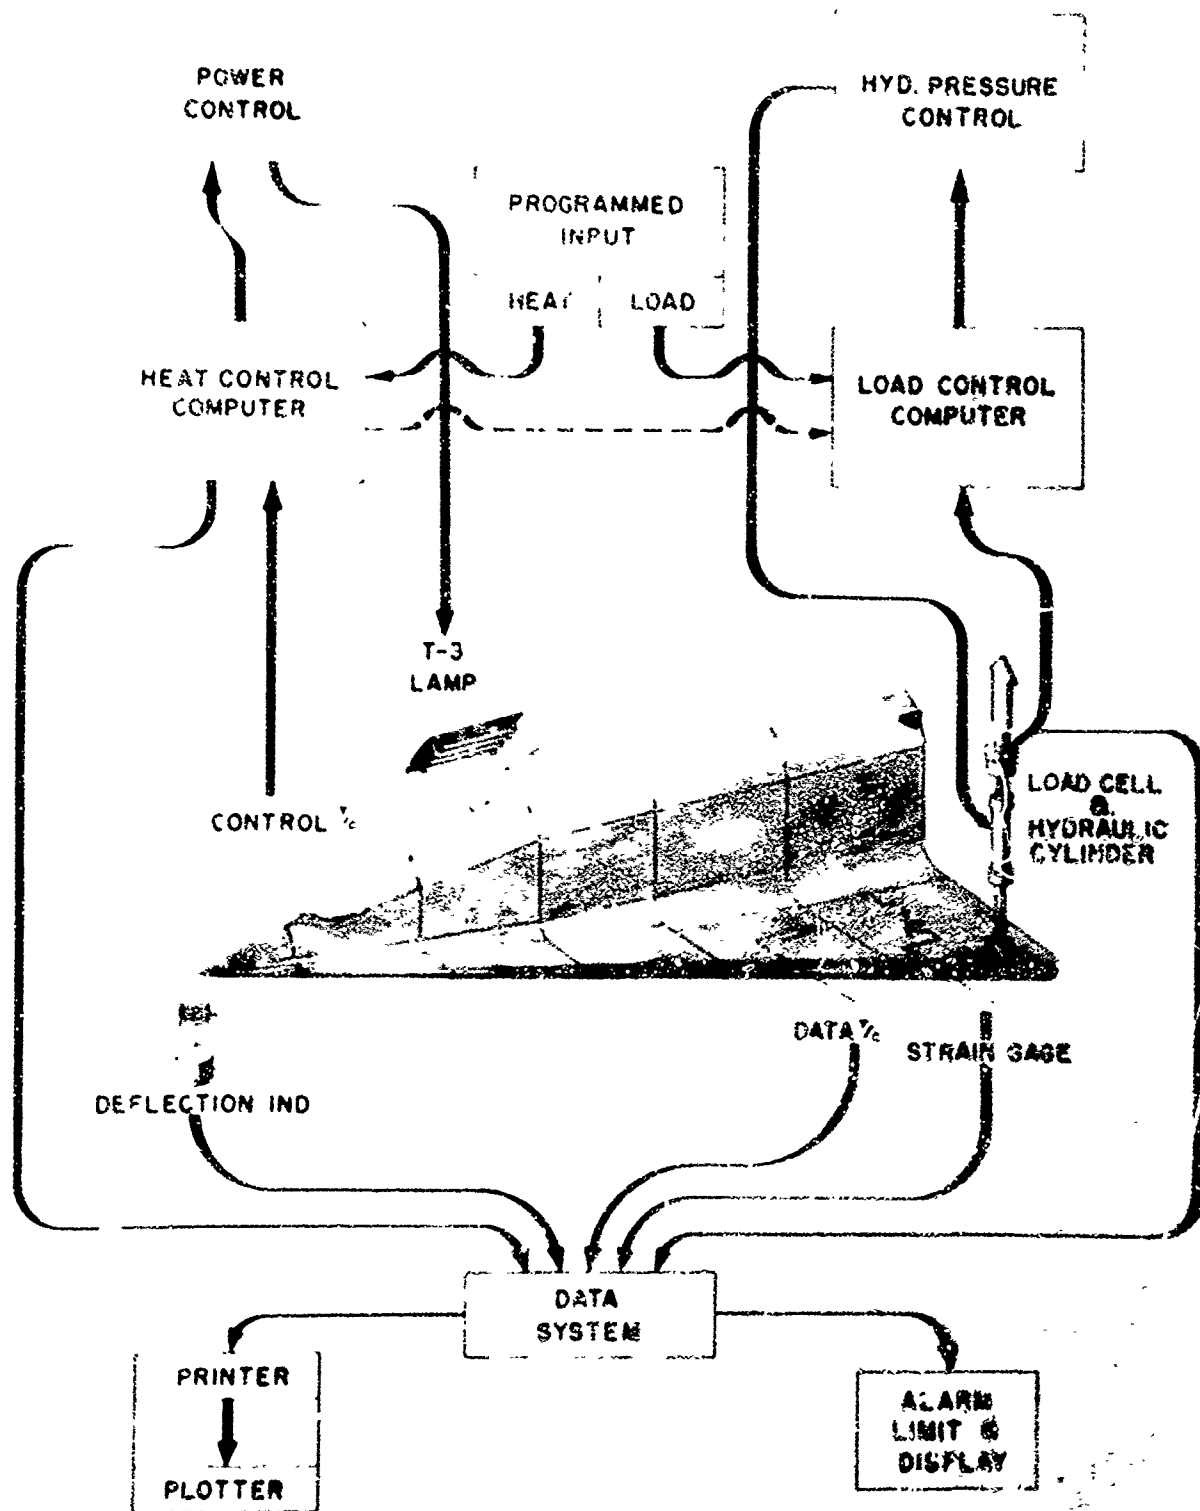 POWER
CONTROL
HYD. PRESSURE
CONTROL
PROGRAMMED
INPUT
HEAT
LOAD
HEAT CONTROL
COMPUTER
LOAD CONTROL
COMPUTER
T-3
LAMP
CONTROL T/C
LOAD CELL
&
HYDRAULIC
CYLINDER
DATA T/C
STRAIN GAGE
DEFLECTION IND
DATA
SYSTEM
PRINTER
PLOTTER
ALARM
LIMIT &
DISPLAY